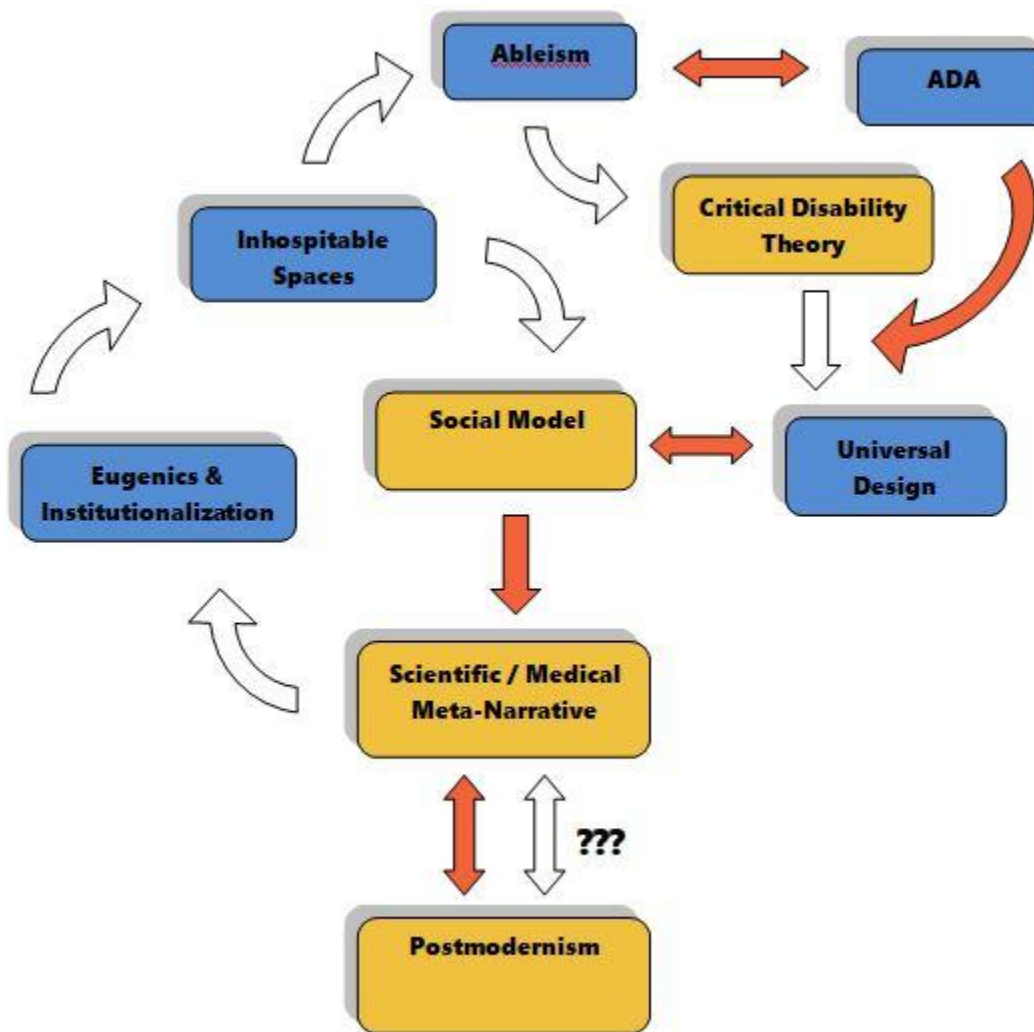 Ableism
ADA
Critical Disability
Theory
Inhospitable
Spaces
Social Model
Universal
Design
Eugenics &
Institutionalization
Scientific / Medical
Meta-Narrative
???
Postmodernism